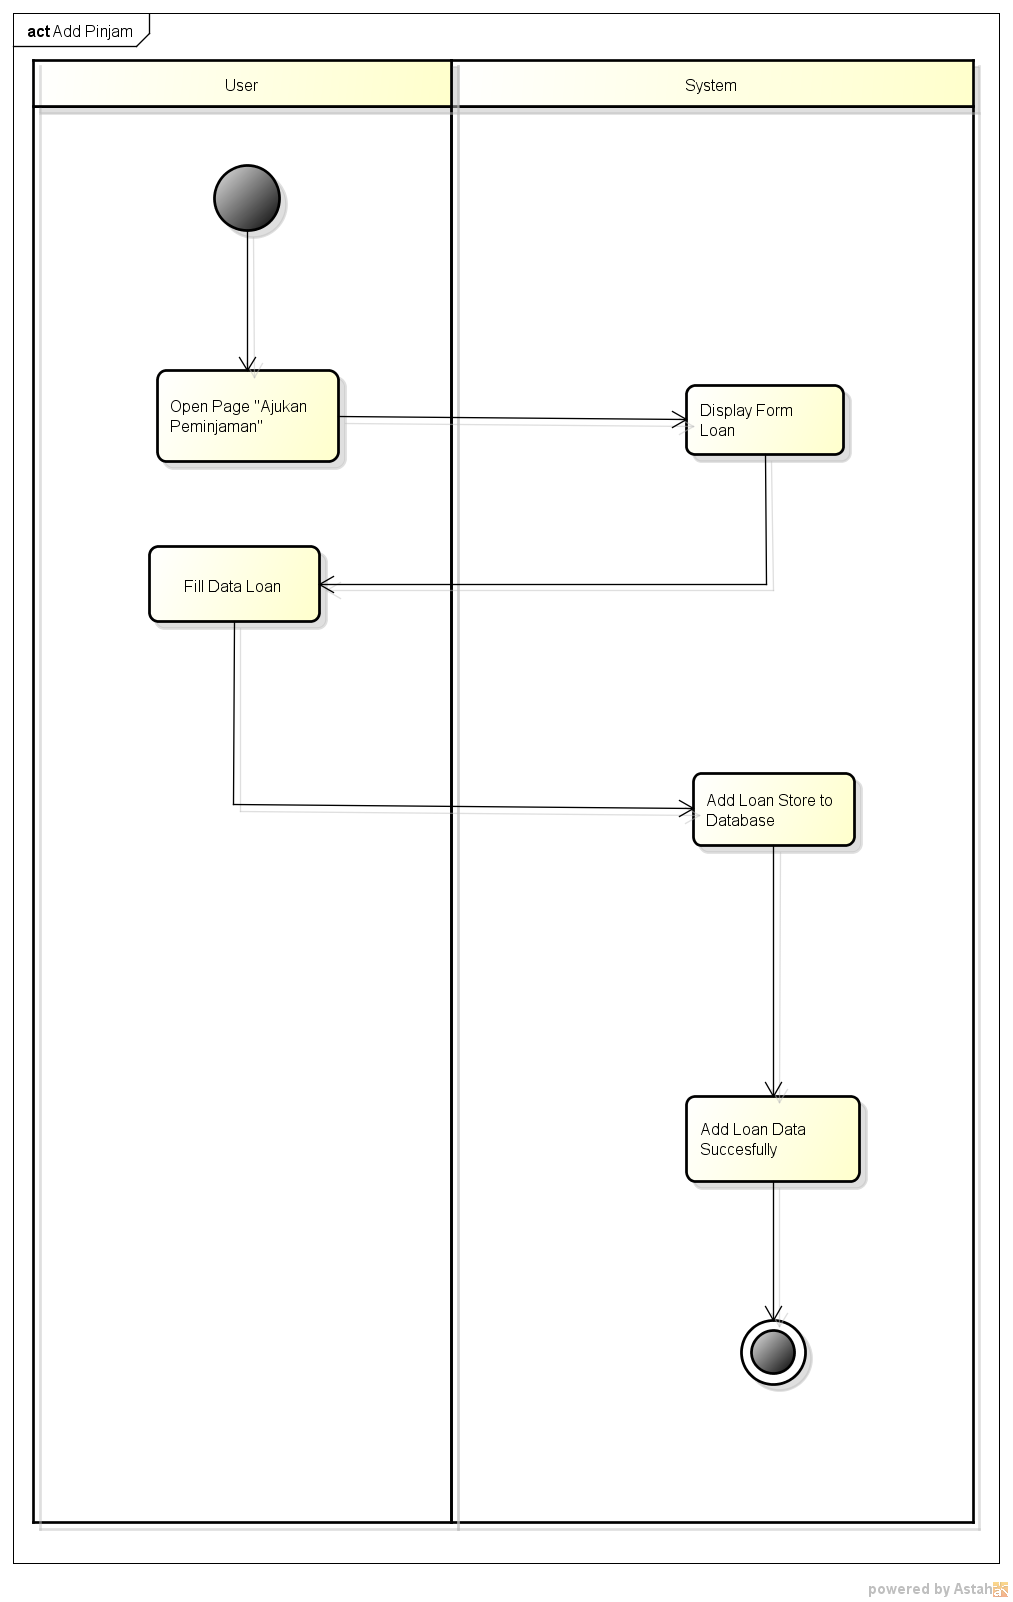 act Add Pinjam
User
System
Open Page "Ajukan
Peminjaman"
Display Form
Loan
Fill Data Loan
Add Loan Store to
Database
Add Loan Data
Succesfully
powered by Astah